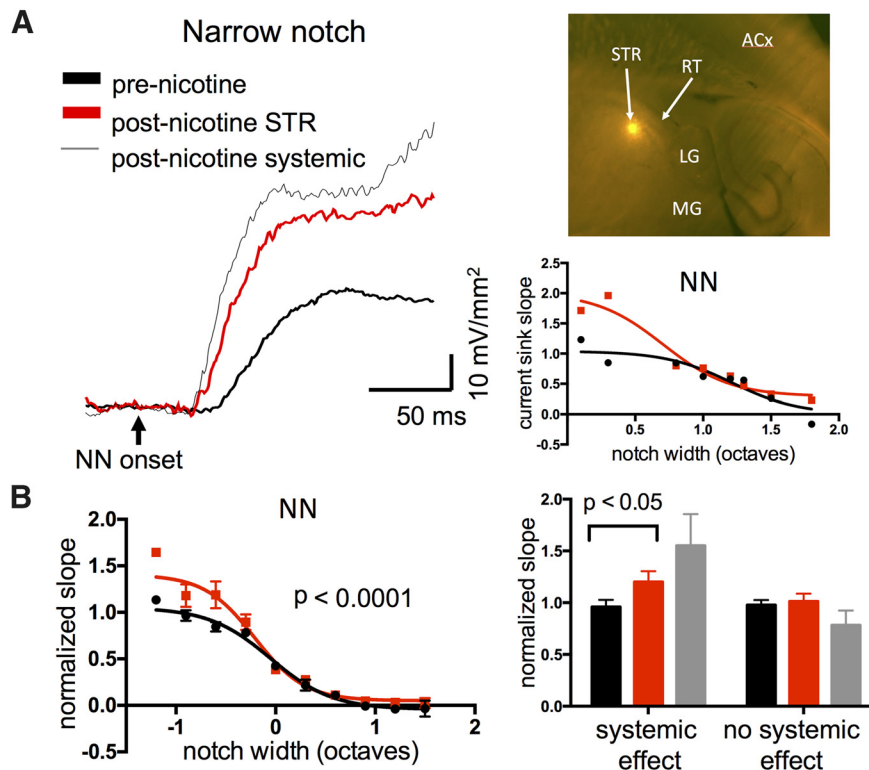 A
Narrow notch
pre-nicotine
post-nicotine STR
post-nicotine systemic
10 mV/mm2
50 ms
NN onset
ACx
STR
RT
LG
MG
NN
current sink slope
2.5
2.0
1.5
1.0
0.5
0.0
-0.5
0.5
1.0
1.5
2.0
notch width (octaves)
B
NN
p < 0.0001
normalized slope
2.0
1.5
1.0
0.5
0.0
-0.5
-1
0
1
2
notch width (octaves)
p < 0.05
normalized slope
2.0
1.5
1.0
0.5
0.0
systemic
effect
no systemic
effect